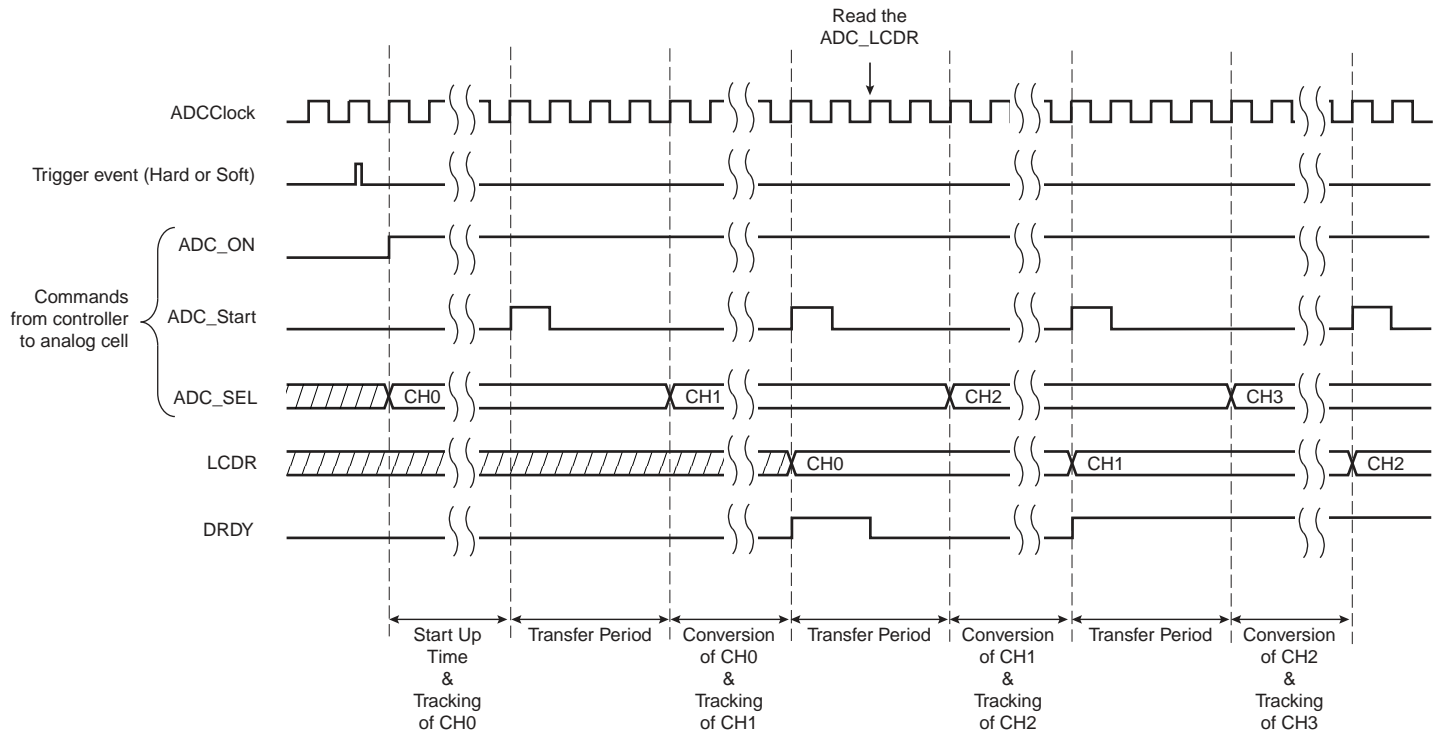 Read the
ADC_LCDR
ADCClock
Trigger event (Hard or Soft)
ADC_ON
Commands
from controller
to analog cell
ADC_Start
ADC_SEL
CH0
CH1
CH2
CH3
LCDR
CH0
CH1
CH2
DRDY
Start Up
Time
&
Tracking
of CH0
Transfer Period
Conversion
of CH0
&
Tracking
of CH1
Transfer Period
Conversion
of CH1
&
Tracking
of CH2
Transfer Period
Conversion
of CH2
&
Tracking
of CH3